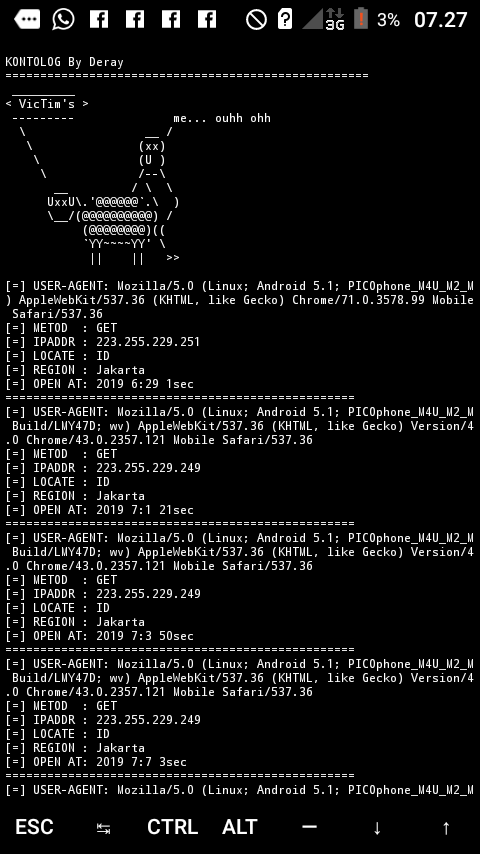 3G 3% 07.27
KONTOLOG By Deray
====================================================
_________
< VicTim's >
--------- me... ouhh ohh
\ __ /
\ (xx)
\ (U )
\ /--\
__ / \ \
UxxU\.'@@@@@@`.\ )
\__/(@@@@@@@@@@) /
(@@@@@@@@)((
`YY~~~~YY' \
|| || >>
[=] USER-AGENT: Mozilla/5.0 (Linux; Android 5.1; PICOphone_M4U_M2_M
) AppleWebKit/537.36 (KHTML, like Gecko) Chrome/71.0.3578.99 Mobile
Safari/537.36
[=] METOD : GET
[=] IPADDR : 223.255.229.251
[=] LOCATE : ID
[=] REGION : Jakarta
[=] OPEN AT: 2019 6:29 1sec
==================================================
[=] USER-AGENT: Mozilla/5.0 (Linux; Android 5.1; PICOphone_M4U_M2_M
Build/LMY47D; wv) AppleWebKit/537.36 (KHTML, like Gecko) Version/4
.0 Chrome/43.0.2357.121 Mobile Safari/537.36
[=] METOD : GET
[=] IPADDR : 223.255.229.249
[=] LOCATE : ID
[=] REGION : Jakarta
[=] OPEN AT: 2019 7:1 21sec
==================================================
[=] USER-AGENT: Mozilla/5.0 (Linux; Android 5.1; PICOphone_M4U_M2_M
Build/LMY47D; wv) AppleWebKit/537.36 (KHTML, like Gecko) Version/4
.0 Chrome/43.0.2357.121 Mobile Safari/537.36
[=] METOD : GET
[=] IPADDR : 223.255.229.249
[=] LOCATE : ID
[=] REGION : Jakarta
[=] OPEN AT: 2019 7:3 50sec
==================================================
[=] USER-AGENT: Mozilla/5.0 (Linux; Android 5.1; PICOphone_M4U_M2_M
Build/LMY47D; wv) AppleWebKit/537.36 (KHTML, like Gecko) Version/4
.0 Chrome/43.0.2357.121 Mobile Safari/537.36
[=] METOD : GET
[=] IPADDR : 223.255.229.249
[=] LOCATE : ID
[=] REGION : Jakarta
[=] OPEN AT: 2019 7:7 3sec
==================================================
[=] USER-AGENT: Mozilla/5.0 (Linux; Android 5.1; PICOphone_M4U_M2_M
ESC ↹ CTRL ALT — ↓ ↑